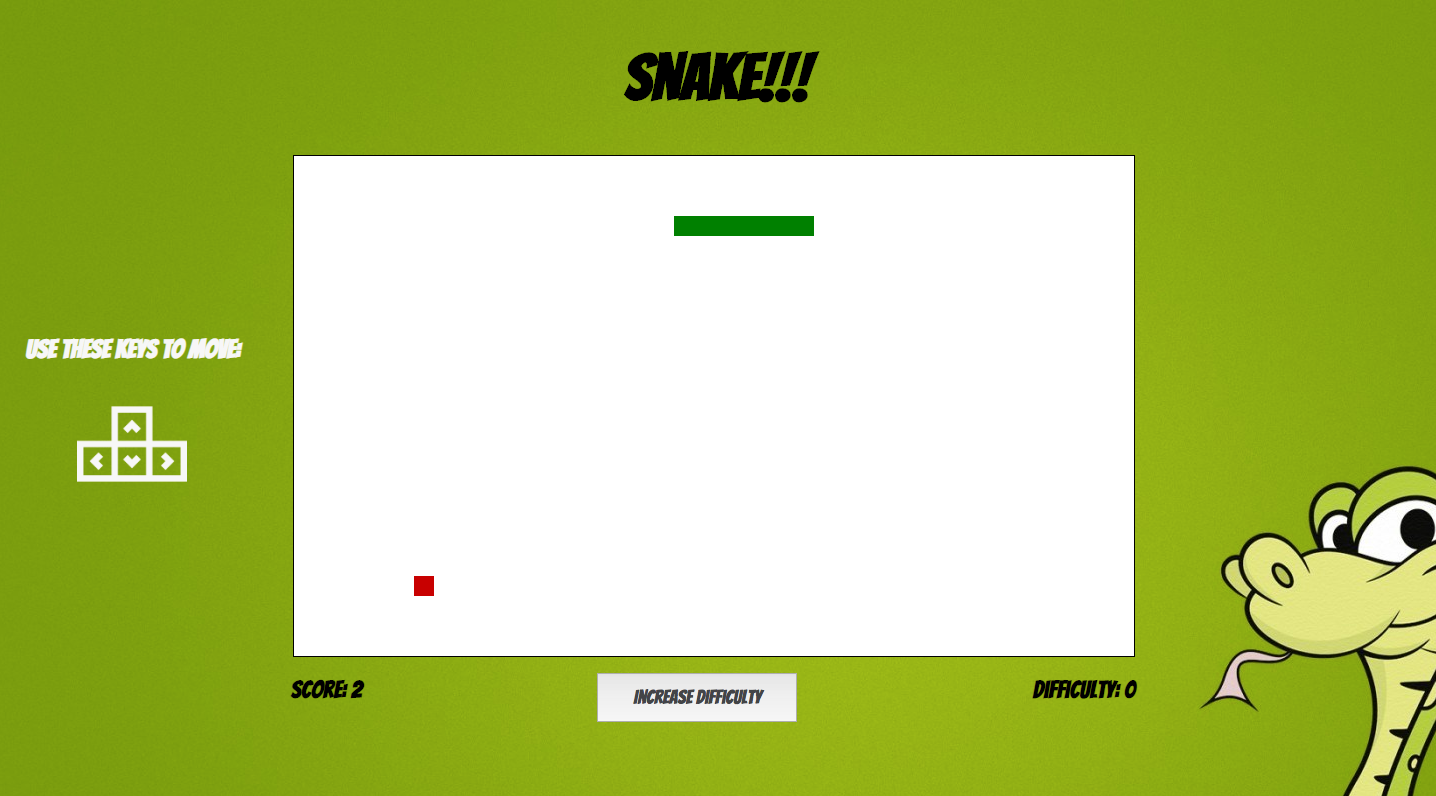 SNAKE!!!
USE THESE KEYS TO MOVE:
SCORE: 2
INCREASE DIFFICULTY
DIFFICULTY: 0